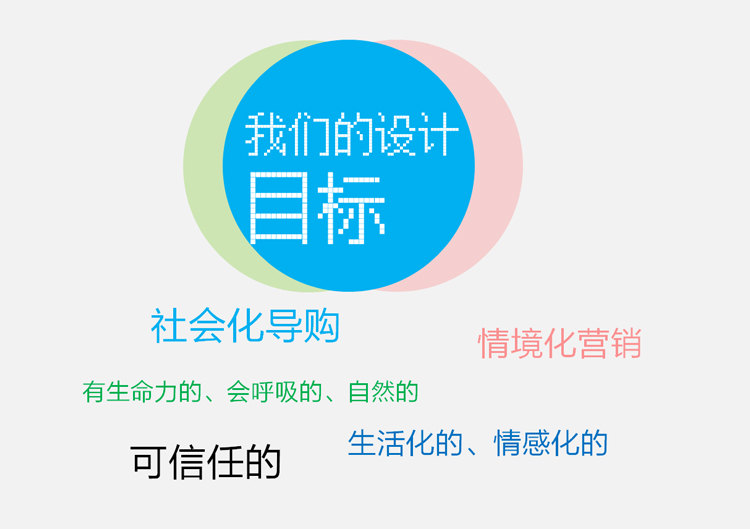 我们的设计
目标
社会化导购
情境化营销
有生命力的、会呼吸的、自然的
生活化的、情感化的
可信任的